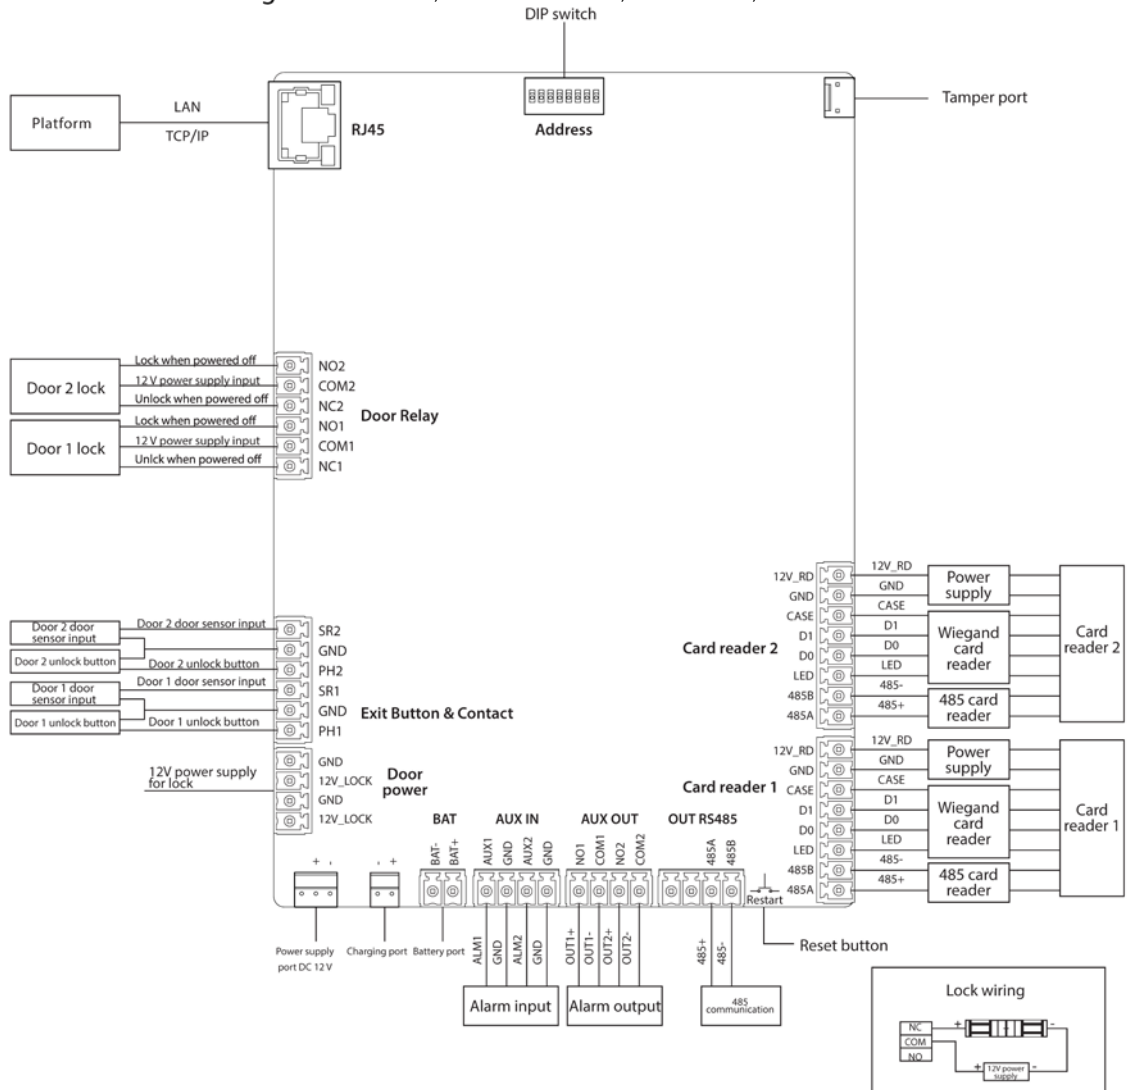 DIP switch
Platform
LAN
TCP/IP
RJ45
Address
Tamper port
Door 2 lock
Lock when powered off
12 V power supply input
Unlock when powered off
NO2
COM2
NC2
Door Relay
Door 1 lock
Lock when powered off
12 V power supply input
Unlck when powered off
NO1
COM1
NC1
Door 2 door
sensor input
Door 2 unlock button
Door 1 door
sensor input
Door 1 unlock button
Door 2 door sensor input
Door 2 unlock button
Door 1 door sensor input
Door 1 unlock button
SR2
GND
PH2
SR1
GND
PH1
Exit Button & Contact
12V power supply
for lock
GND
12V_LOCK
GND
12V_LOCK
Door
power
Card reader 2
12V_RD
GND
CASE
D1
D0
LED
485B
485A
12V_RD
GND
CASE
D1
D0
LED
485-
485+
Power
supply
Wiegand
card
reader
485 card
reader
Card
reader 2
Card reader 1
12V_RD
GND
CASE
D1
D0
LED
485B
485A
12V_RD
GND
CASE
D1
D0
LED
485-
485+
Power
supply
Wiegand
card
reader
485 card
reader
Card
reader 1
BAT
AUX IN
AUX OUT
OUT RS485
BAT-
BAT+
AUX1
GND
AUX2
GND
NO1
COM1
NO2
COM2
485A
485B
+ -
- +
Restart
Reset button
Power supply
port DC 12 V
Charging port
Battery port
ALM1
GND
ALM2
GND
OUT1+
OUT1-
OUT2+
OUT2-
485+
485-
Alarm input
Alarm output
485
communication
Lock wiring
NC
COM
NO
+ -
+ -
12V power
supply